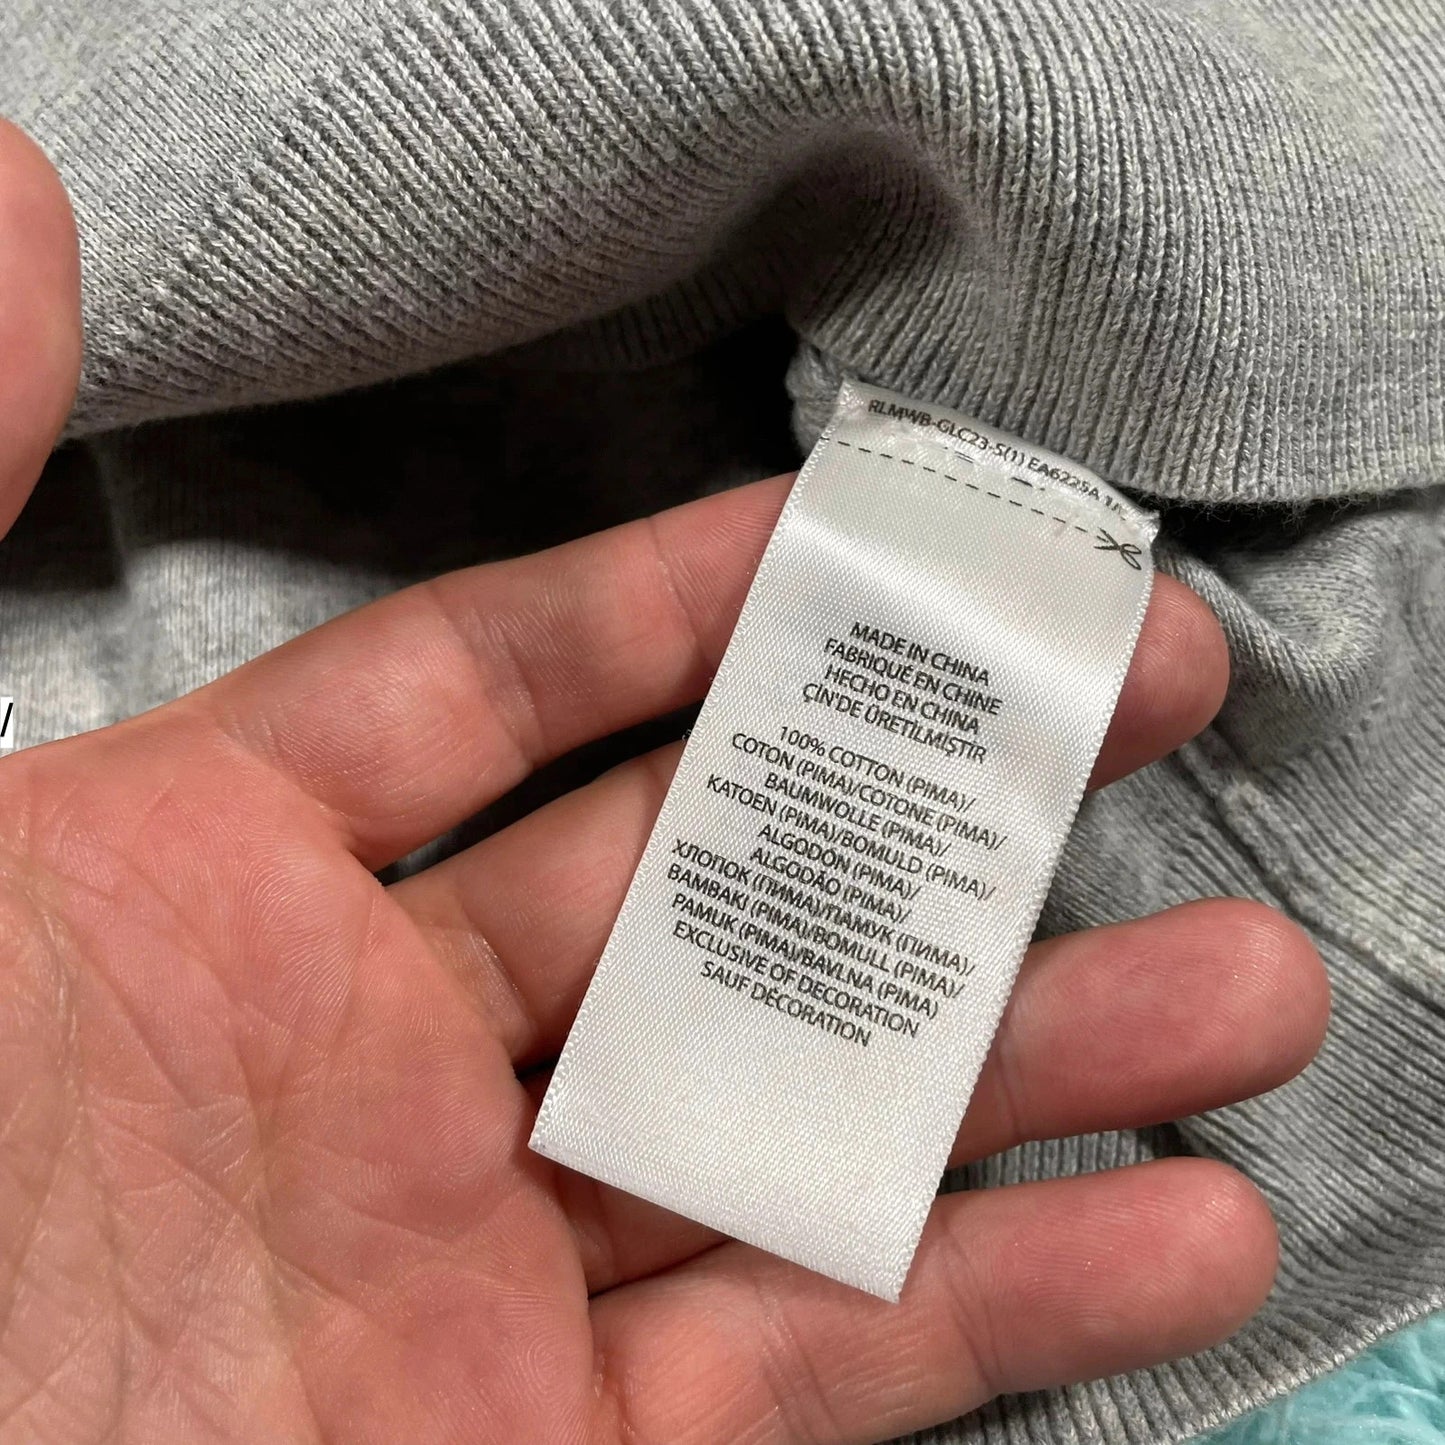 RLMWB-GLC23-S(1) EA6225A
MADE IN CHINA
FABRIQUÉ EN CHINE
HECHO EN CHINA
ÇİN'DE ÜRETİLMİŞTİR
100% COTTON (PIMA)/
COTON (PIMA)/COTONE (PIMA)/
BAUMWOLLE (PIMA)/
KATOEN (PIMA)/BOMULD (PIMA)/
ALGODON (PIMA)/
ALGODÃO (PIMA)/
ХЛОПОК (ПИМА)/ПАМУК (ПИМА)/
BAMBAKI (PIMA)/BOMULL (PIMA)/
PAMUK (PIMA)/BAVLNA (PIMA)
EXCLUSIVE OF DECORATION
SAUF DÉCORATION
/